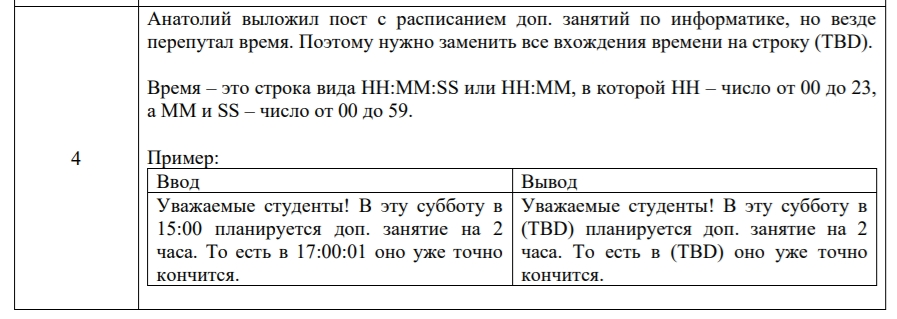 Анатолий выложил пост с расписанием доп. занятий по информатике, но везде
перепутал время. Поэтому нужно заменить все вхождения времени на строку (TBD).
Время – это строка вида HH:MM:SS или HH:MM, в которой HH – число от 00 до 23,
а MM и SS – число от 00 до 59.
4
Пример:
Ввод
Вывод
Уважаемые студенты! В эту субботу в
15:00 планируется доп. занятие на 2
часа. То есть в 17:00:01 оно уже точно
кончится.
Уважаемые студенты! В эту субботу в
(TBD) планируется доп. занятие на 2
часа. То есть в (TBD) оно уже точно
кончится.